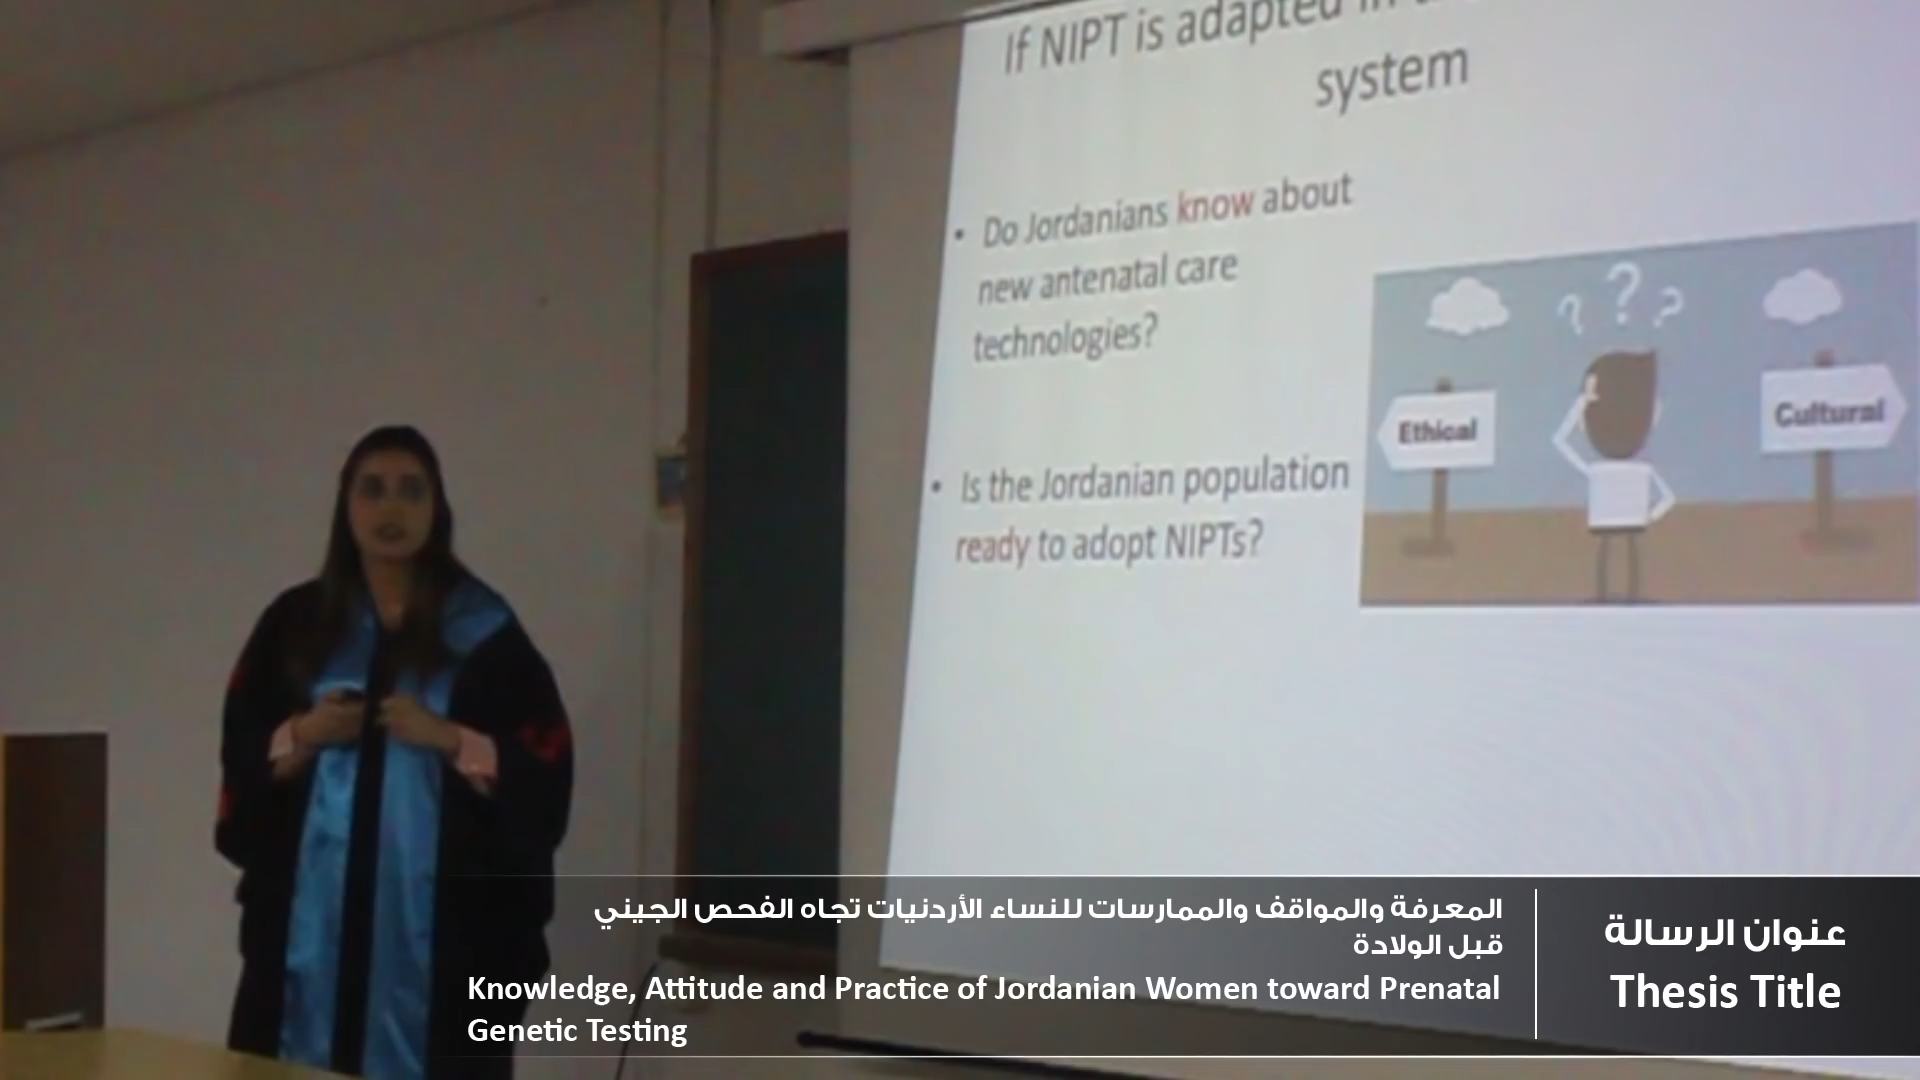 If NIPT is adapted in
system
• Do Jordanians know about
new antenatal care
technologies?
• Is the Jordanian population
ready to adopt NIPTs?
? ? ?
Ethical
Cultural
المعرفة والمواقف والممارسات للنساء الأردنيات تجاه الفحص الجيني
قبل الولادة
Knowledge, Attitude and Practice of Jordanian Women toward Prenatal
Genetic Testing
عنوان الرسالة
Thesis Title